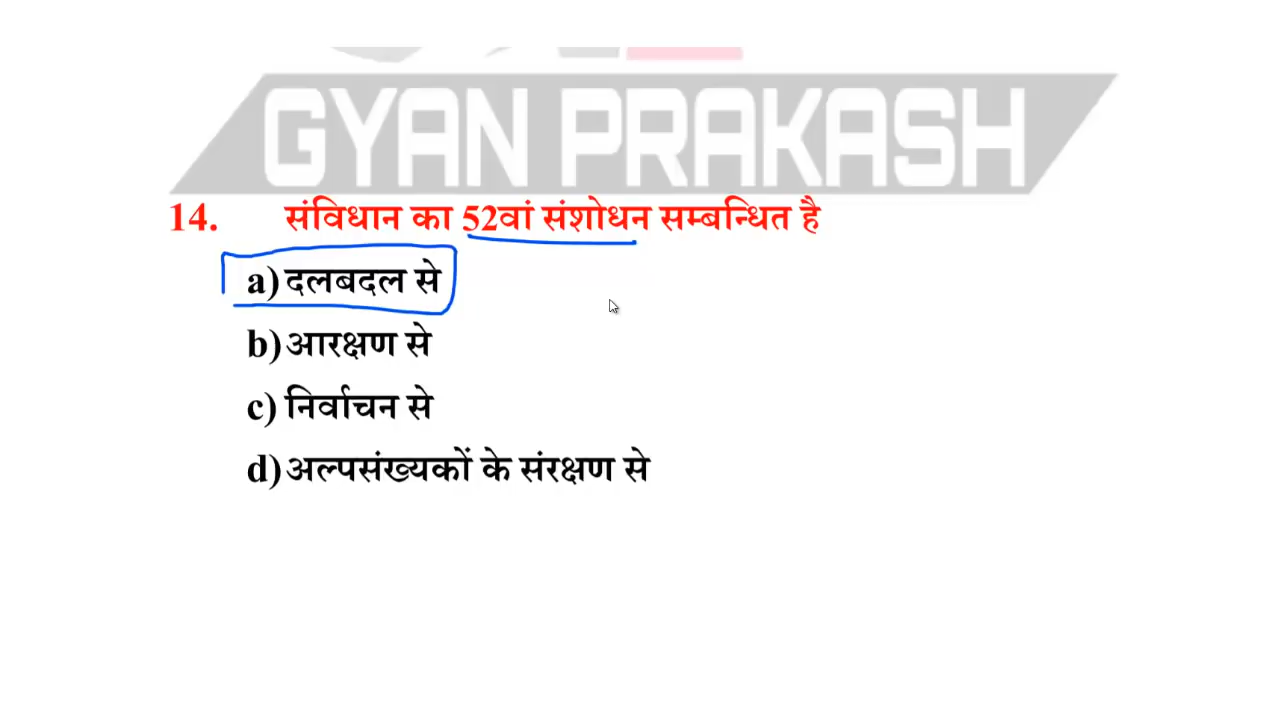 GYAN PRAKASH
14. संविधान का 52वां संशोधन सम्बन्धित है
a) दलबदल से
b) आरक्षण से
c) निर्वाचन से
d) अल्पसंख्यकों के संरक्षण से